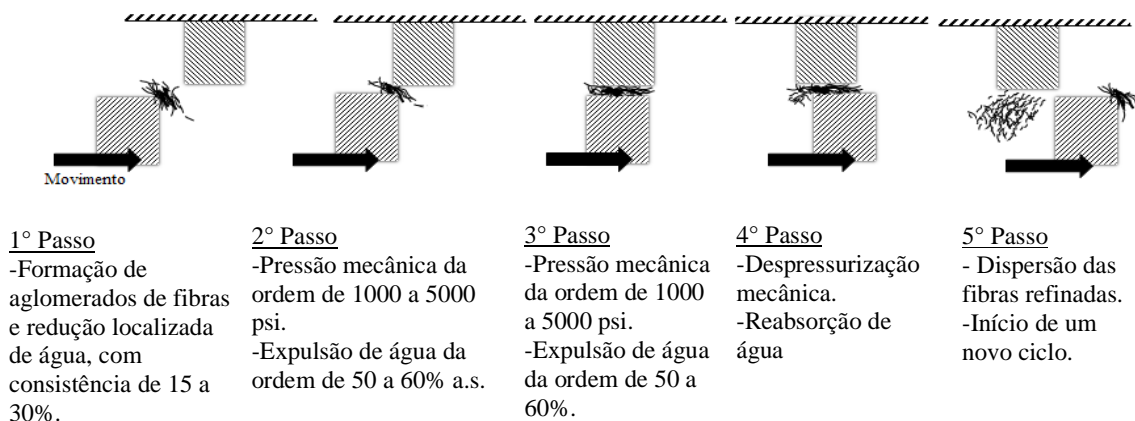 Movimento
1° Passo
-Formação de
aglomerados de fibras
e redução localizada
de água, com
consistência de 15 a
30%.
2° Passo
-Pressão mecânica da
ordem de 1000 a 5000
psi.
-Expulsão de água da
ordem de 50 a 60% a.s.
3° Passo
-Pressão mecânica
da ordem de 1000
a 5000 psi.
-Expulsão de água
da ordem de 50 a
60%.
4° Passo
-Despressurização
mecânica.
-Reabsorção de
água
5° Passo
- Dispersão das
fibras refinadas.
-Início de um
novo ciclo.